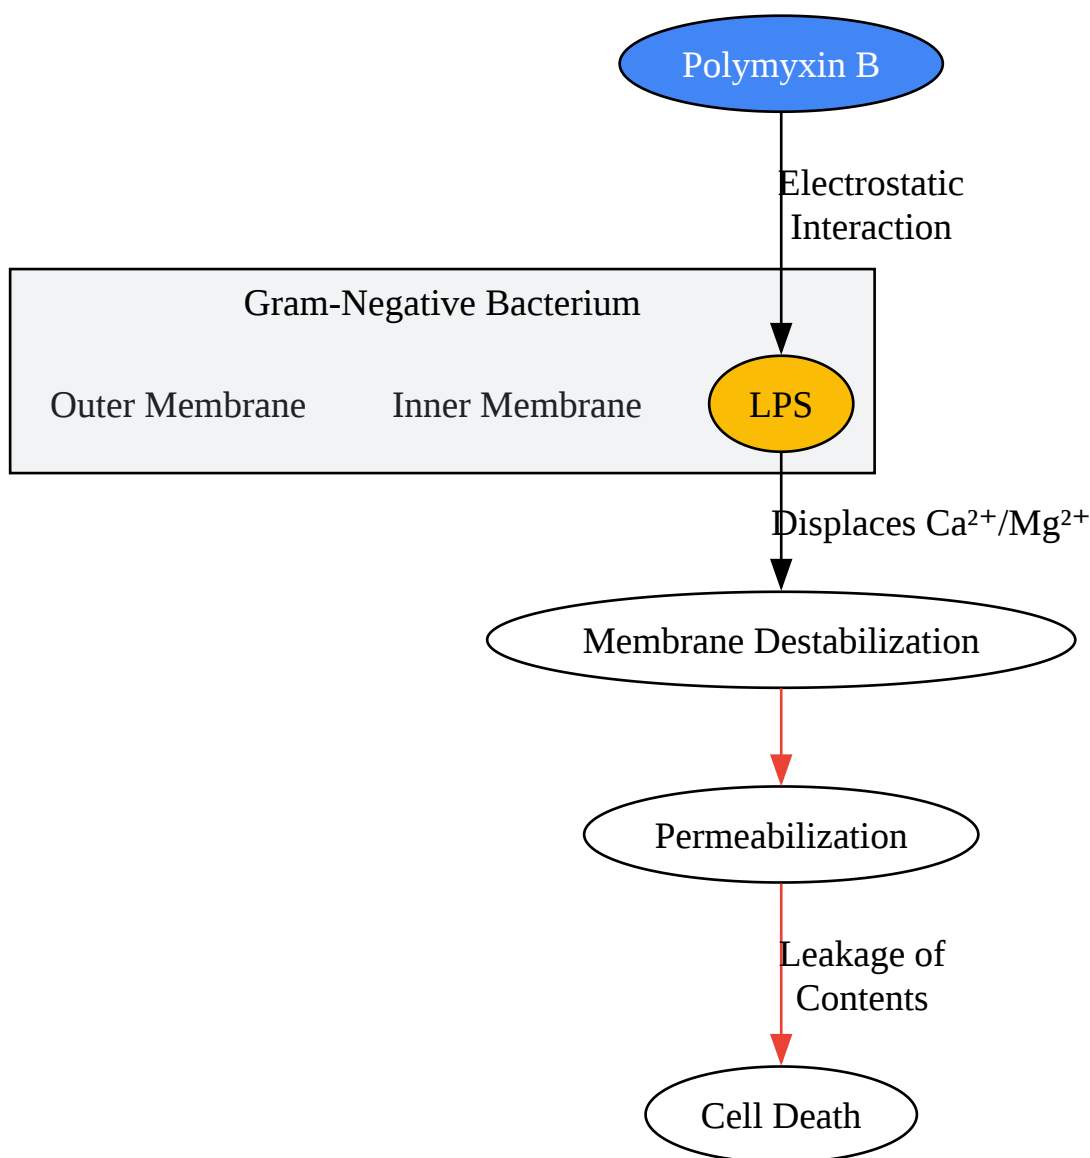 Polymyxin B
Electrostatic
Interaction
Gram-Negative Bacterium
Outer Membrane
Inner Membrane
LPS
Displaces Ca²⁺/Mg²⁺
Membrane Destabilization
Permeabilization
Leakage of
Contents
Cell Death